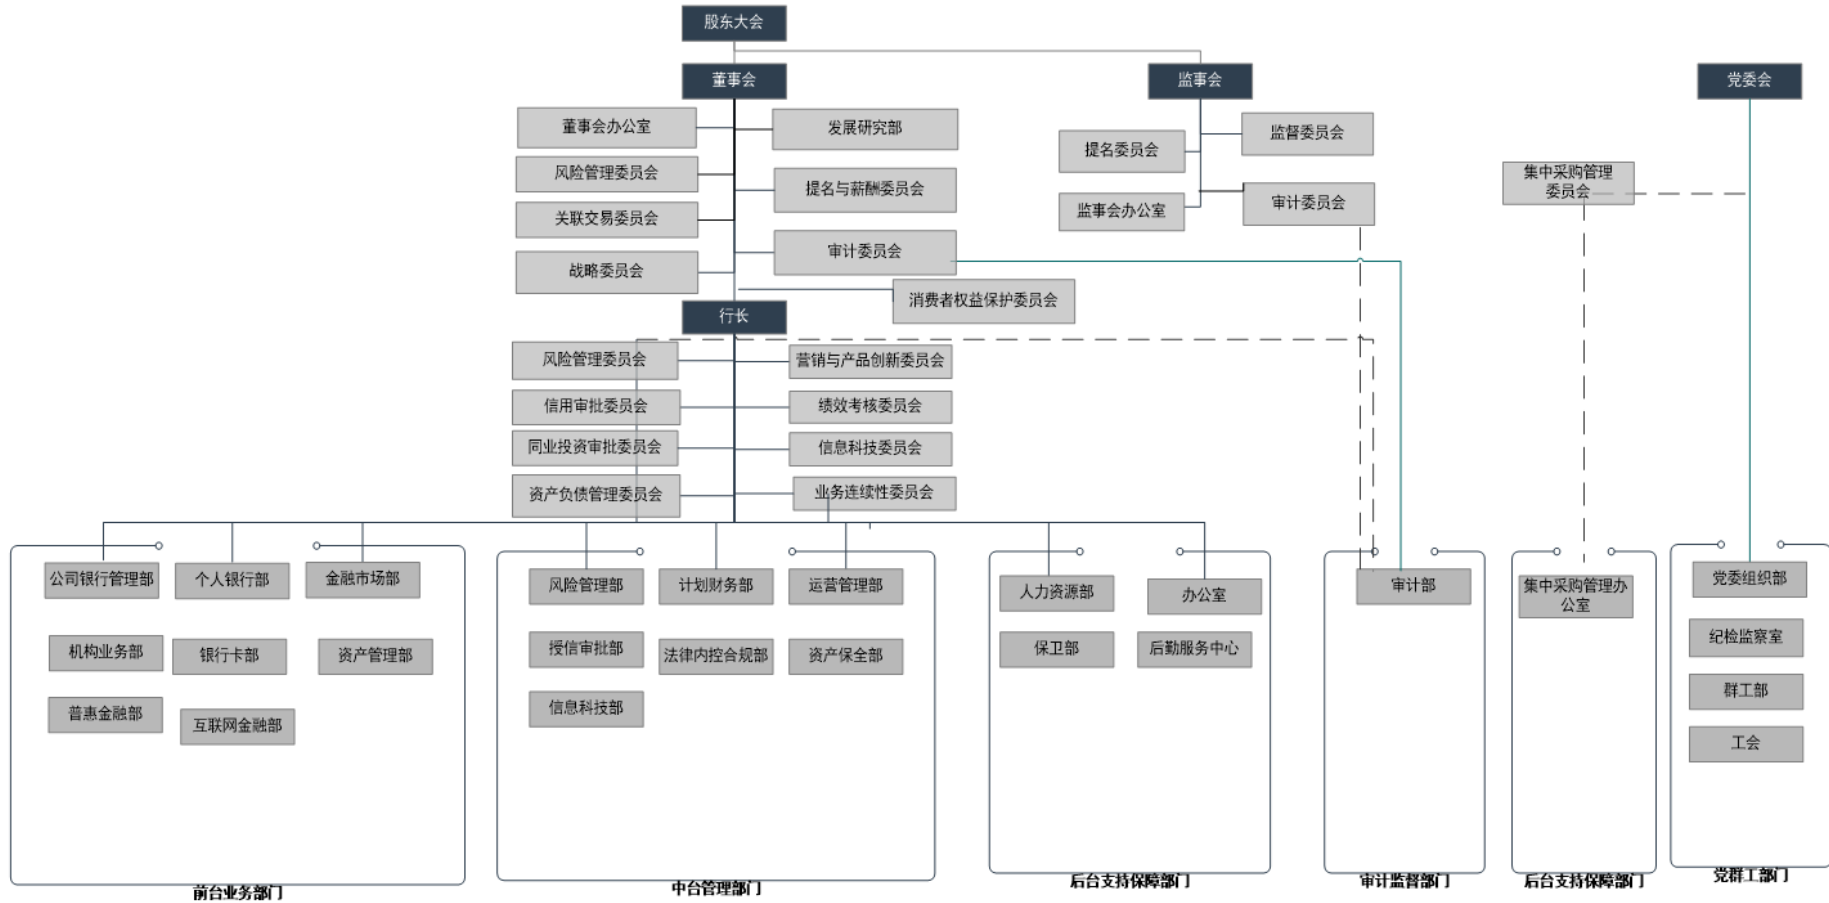 股东大会
董事会
监事会
党委会
董事会办公室
发展研究部
风险管理委员会
提名与薪酬委员会
关联交易委员会
审计委员会
战略委员会
消费者权益保护委员会
提名委员会
监督委员会
监事会办公室
审计委员会
集中采购管理
委员会
行长
风险管理委员会
营销与产品创新委员会
信用审批委员会
绩效考核委员会
同业投资审批委员会
信息科技委员会
资产负债管理委员会
业务连续性委员会
公司银行管理部
个人银行部
金融市场部
机构业务部
银行卡部
资产管理部
普惠金融部
互联网金融部
前台业务部门
风险管理部
计划财务部
运营管理部
授信审批部
法律内控合规部
资产保全部
信息科技部
中台管理部门
人力资源部
办公室
保卫部
后勤服务中心
后台支持保障部门
审计部
审计监督部门
集中采购管理办
公室
后台支持保障部门
党委组织部
纪检监察室
群工部
工会
党群工部门